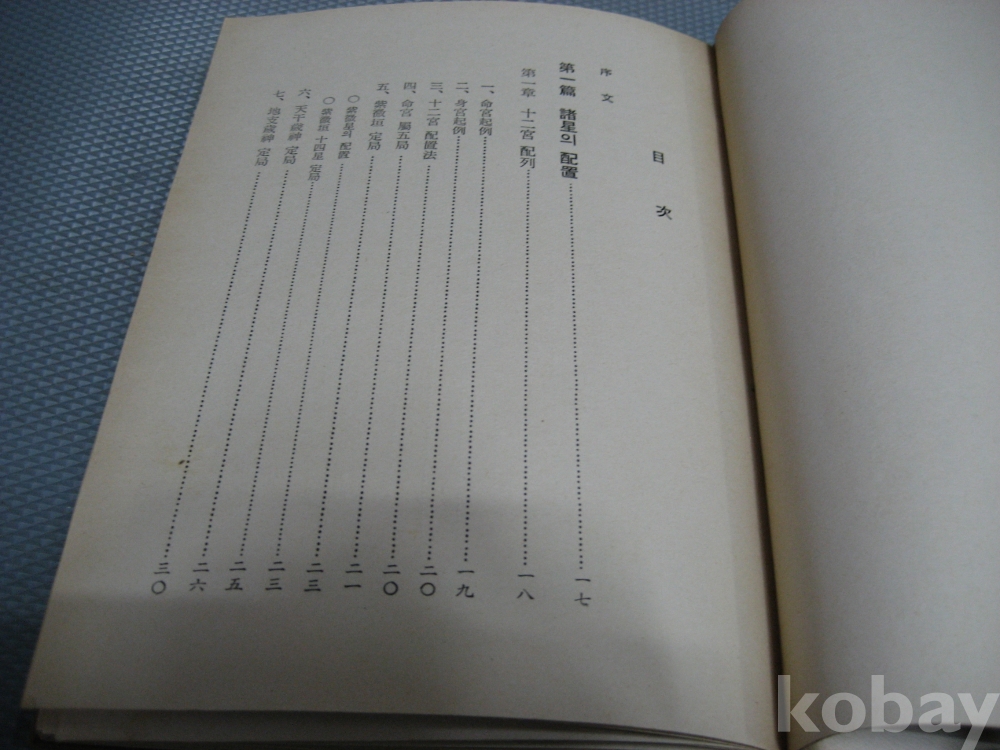 目 次
序 文
第一篇 諸星의 配置……一七
第一章 十二宮 配列……一八
一、命宮起例……一九
二、身宮起例……二〇
三、十二宮 配置法……二〇
四、命宮 屬五局……二一
五、紫微垣 定局……二三
○ 紫微星의 配置……二三
○ 紫微垣 十四星 定局……二五
六、天干歲神 定局……二六
七、地支歲神 定局……三〇
kobay